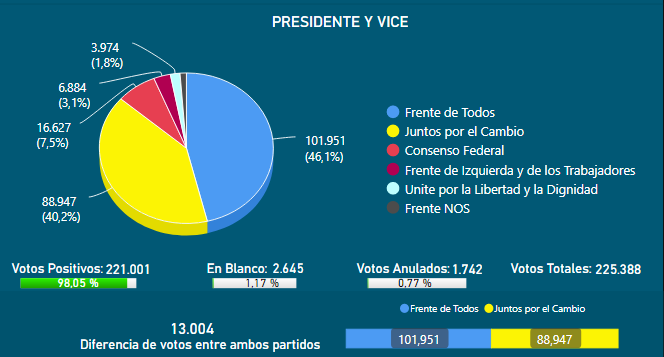 PRESIDENTE Y VICE
3.974
(1,8%)
6.884
(3,1%)
16.627
(7,5%)
88.947
(40,2%)
101.951
(46,1%)
Frente de Todos
Juntos por el Cambio
Consenso Federal
Frente de Izquierda y de los Trabajadores
Unite por la Libertad y la Dignidad
Frente NOS
Votos Positivos: 221.001
98,05 %
En Blanco: 2.645
1,17 %
Votos Anulados: 1.742
0,77 %
Votos Totales: 225.388
Frente de Todos Juntos por el Cambio
13.004
Diferencia de votos entre ambos partidos
101,951 88,947